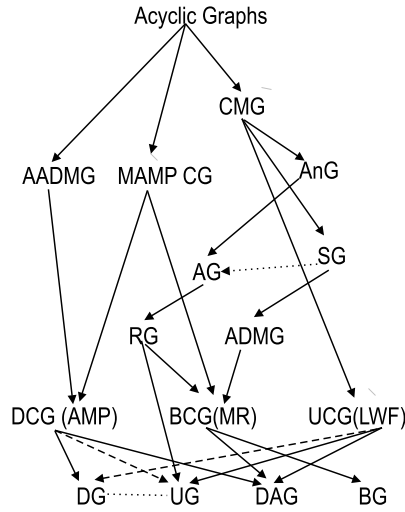 Acyclic Graphs
CMG
AADMG MAMP CG AnG
SG
AG
RG ADMG
DCG (AMP) BCG(MR) UCG(LWF)
DG UG DAG BG